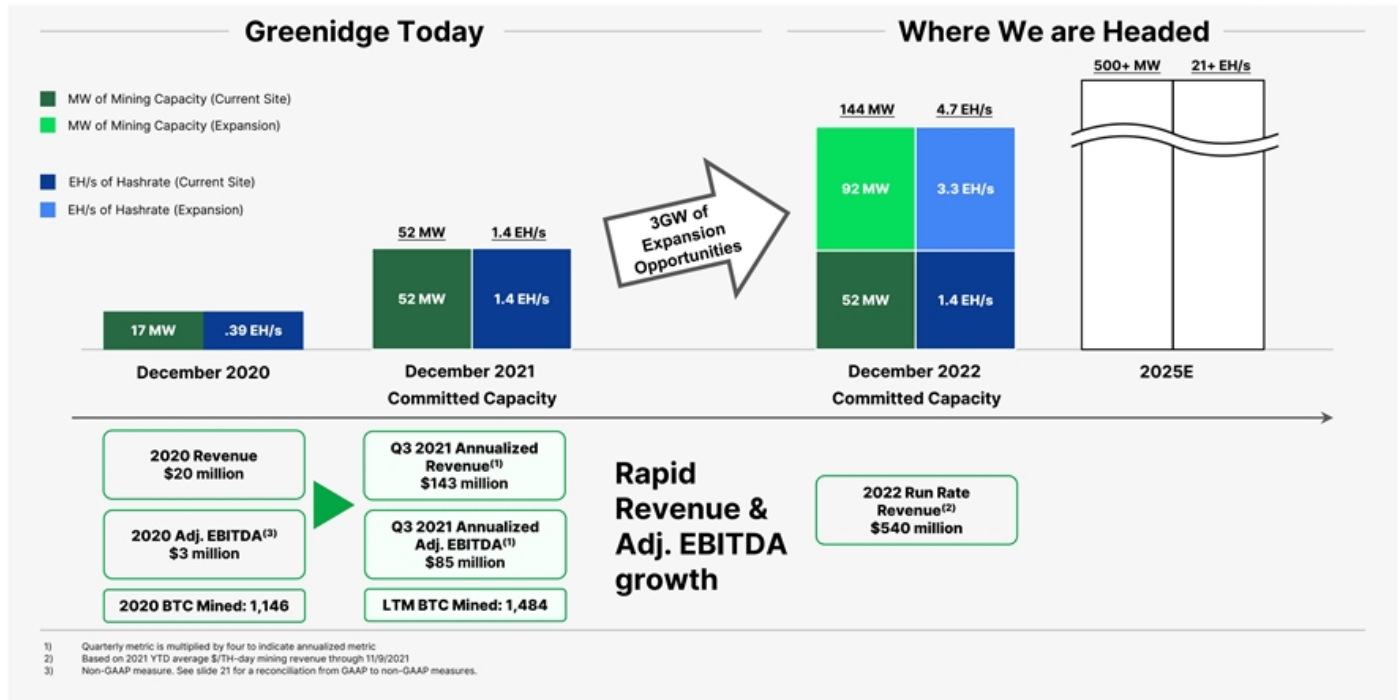 Greenidge Today
Where We are Headed
MW of Mining Capacity (Current Site)
MW of Mining Capacity (Expansion)
EH/s of Hashrate (Current Site)
EH/s of Hashrate (Expansion)
17 MW
.39 EH/s
December 2020
52 MW
1.4 EH/s
52 MW
1.4 EH/s
December 2021
Committed Capacity
3GW of
Expansion
Opportunities
144 MW
4.7 EH/s
92 MW
3.3 EH/s
52 MW
1.4 EH/s
December 2022
Committed Capacity
500+ MW
21+ EH/s
2025E
2020 Revenue
$20 million
2020 Adj. EBITDA(3)
$3 million
2020 BTC Mined: 1,146
Q3 2021 Annualized
Revenue(1)
$143 million
Q3 2021 Annualized
Adj. EBITDA(1)
$85 million
LTM BTC Mined: 1,484
Rapid
Revenue &
Adj. EBITDA
growth
2022 Run Rate
Revenue(2)
$540 million
1) Quarterly metric is multiplied by four to indicate annualized metric
2) Based on 2021 YTD average $/TH-day mining revenue through 11/9/2021
3) Non-GAAP measure. See slide 21 for a reconciliation from GAAP to non-GAAP measures.